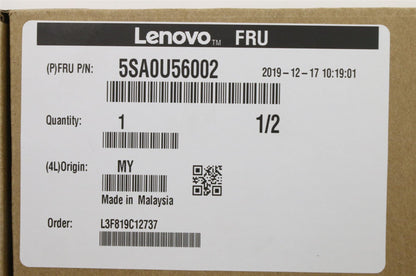 Lenovo™ FRU
(P)FRU P/N: 5SA0U56002 2019-12-17 10:19:01
Quantity: 1 1/2
(4L)Origin: MY
Made in Malaysia
Order: L3F819C12737